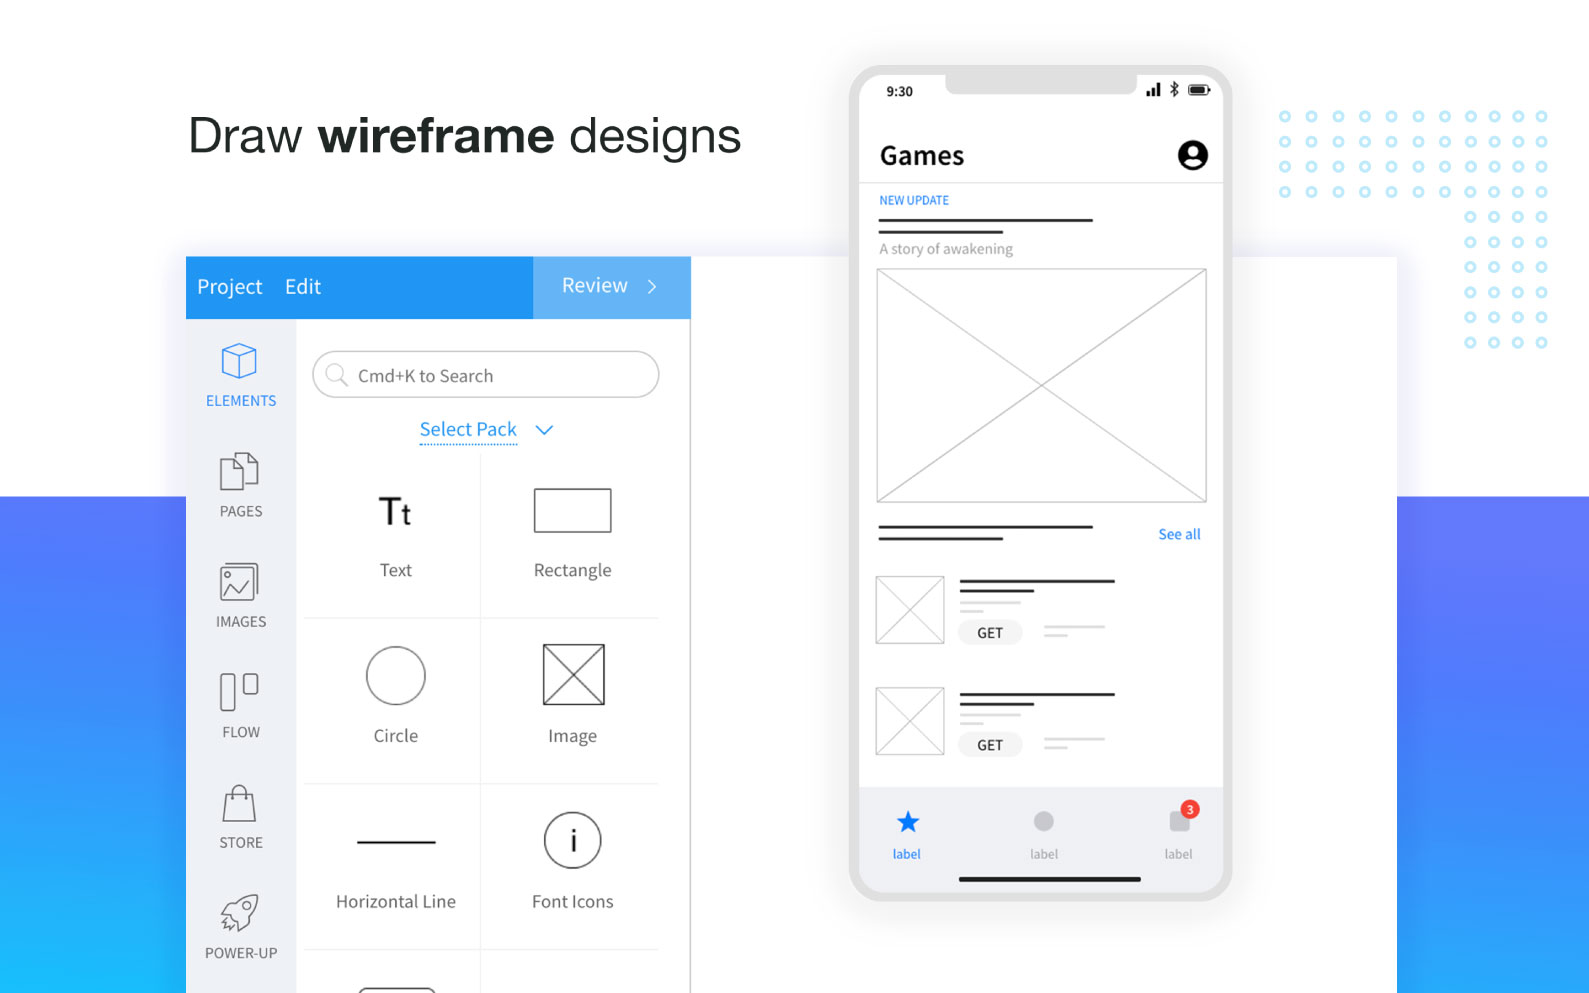 Draw wireframe designs
Project Edit Review
ELEMENTS
PAGES
IMAGES
FLOW
STORE
POWER-UP
Cmd+K to Search
Select Pack
Tt
Text
Rectangle
Circle
Image
Horizontal Line
i
Font Icons
9:30
Games
NEW UPDATE
A story of awakening
See all
GET
GET
3
label label label